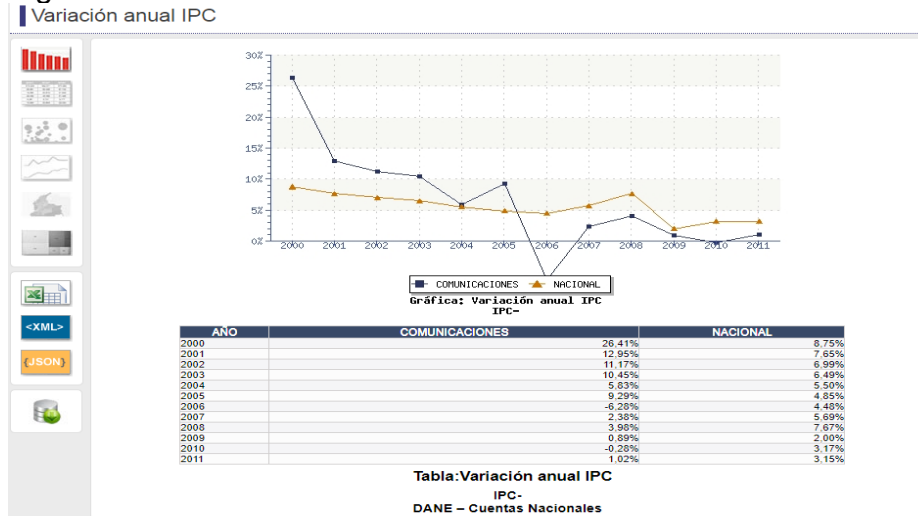 Variación anual IPC
30%
25%
20%
15%
10%
5%
0%
2000 2001 2002 2003 2004 2005 2006 2007 2008 2009 2010 2011
COMUNICACIONES NACIONAL
Gráfica: Variación anual IPC
IPC-
<XML>
{JSON}
AÑO COMUNICACIONES NACIONAL
2000 26,41% 8,75%
2001 12,95% 7,65%
2002 11,17% 6,99%
2003 10,45% 6,49%
2004 5,83% 5,50%
2005 9,29% 4,85%
2006 -6,28% 4,48%
2007 2,38% 5,69%
2008 3,98% 7,67%
2009 0,89% 2,00%
2010 -0,28% 3,17%
2011 1,02% 3,15%
Tabla:Variación anual IPC
IPC-
DANE – Cuentas Nacionales